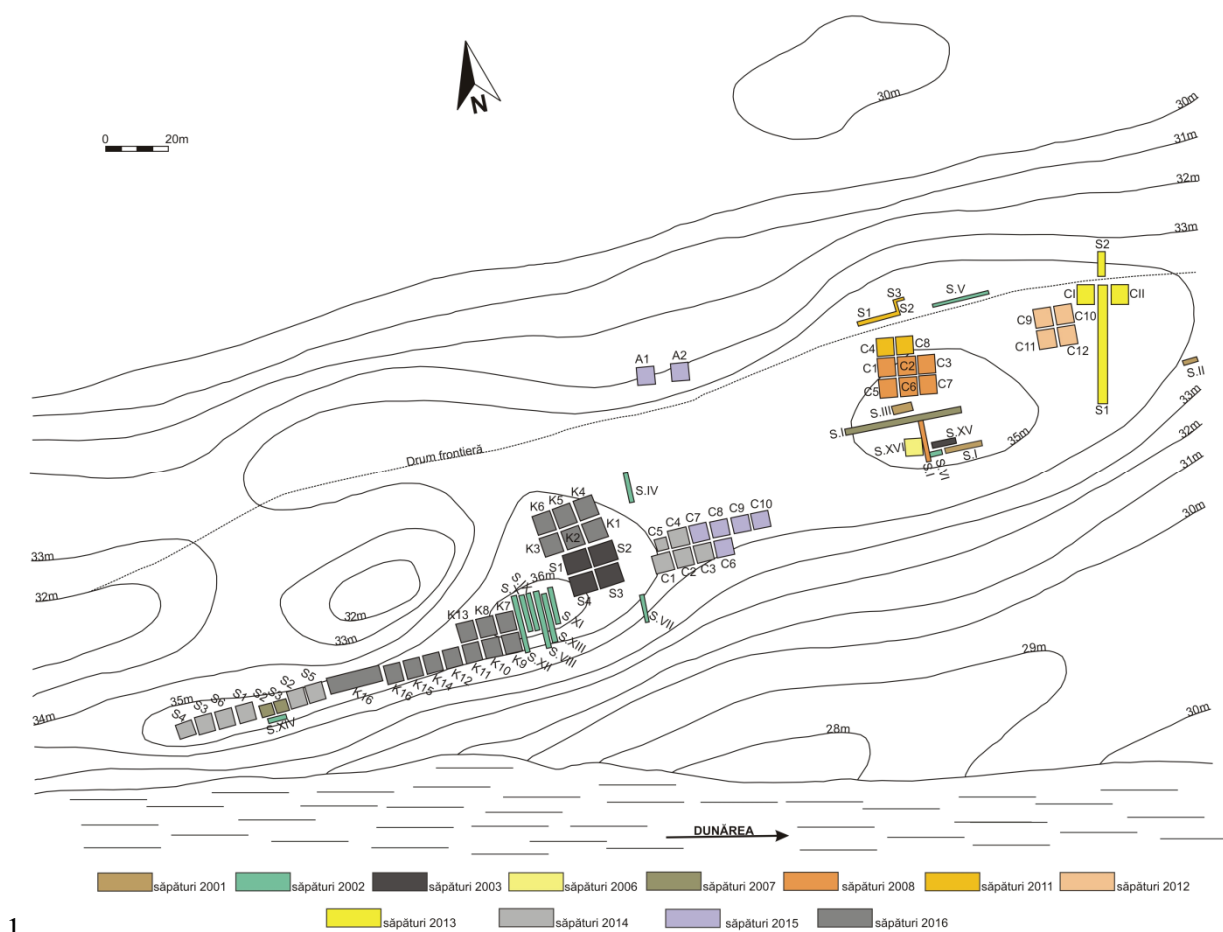 30m
30m
31m
32m
33m
N
0 20m
S2
S.V
S3
S2
S1
CI
CII
C10
C9
C11
C12
C4
C8
C1
C2
C3
C5
C6
C7
S1
S.II
33m
A1
A2
S.III
S.I
S.XV
S.XVI
S.I
S.VI
S.I
35m
32m
31m
30m
Drum frontieră
S.IV
K4
K5
K6
K1
K2
K3
S2
S1
36m
S3
S4
C10
C9
C8
C7
C4
C5
C6
C3
C2
C1
33m
32m
32m
33m
S.IX
S.X
S.XI
S.XIII
S.VIII
S.XII
S.VII
K7
K8
K13
K9
K10
K11
K12
K14
K15
K16
K16
S5
S2
S3
S2
S1
S6
S3
S4
S.XIV
35m
34m
29m
30m
28m
DUNĂREA
săpături 2001 săpături 2002 săpături 2003 săpături 2006 săpături 2007 săpături 2008 săpături 2011 săpături 2012
săpături 2013 săpături 2014 săpături 2015 săpături 2016
1